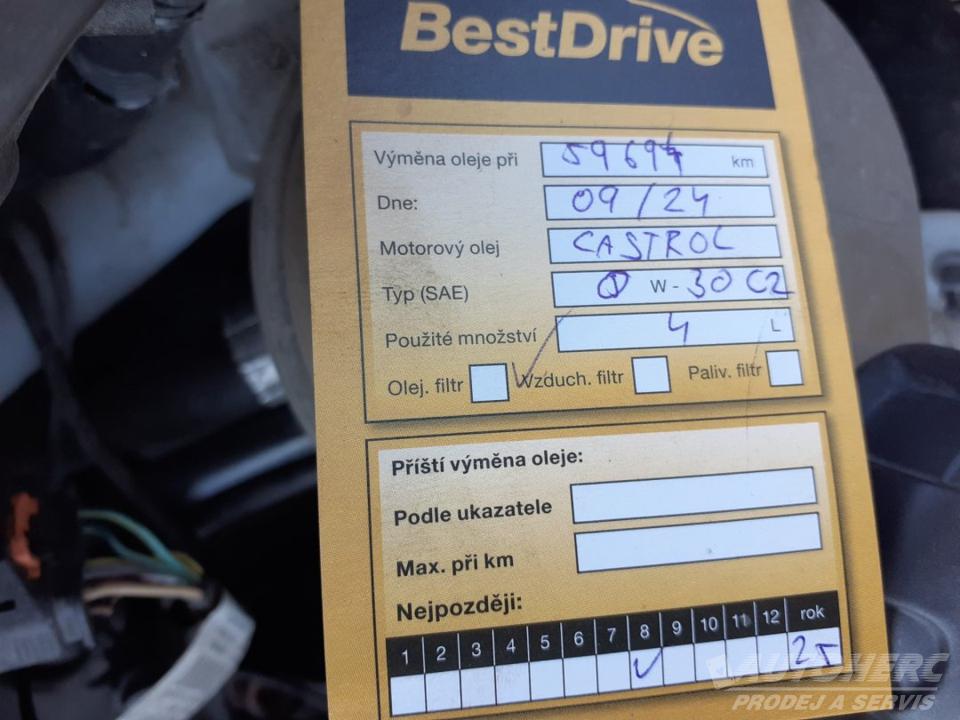 BestDrive
Výměna oleje při 59694 km
Dne: 09/24
Motorový olej CASTROL
Typ (SAE) 0 W - 30 C2
Použité množství 4 L
Olej. filtr Vzduch. filtr Paliv. filtr
Příští výměna oleje:
Podle ukazatele
Max. při km
Nejpozději:
1 2 3 4 5 6 7 8 9 10 11 12 rok
25
AUTOHERC
PRODEJ A SERVIS